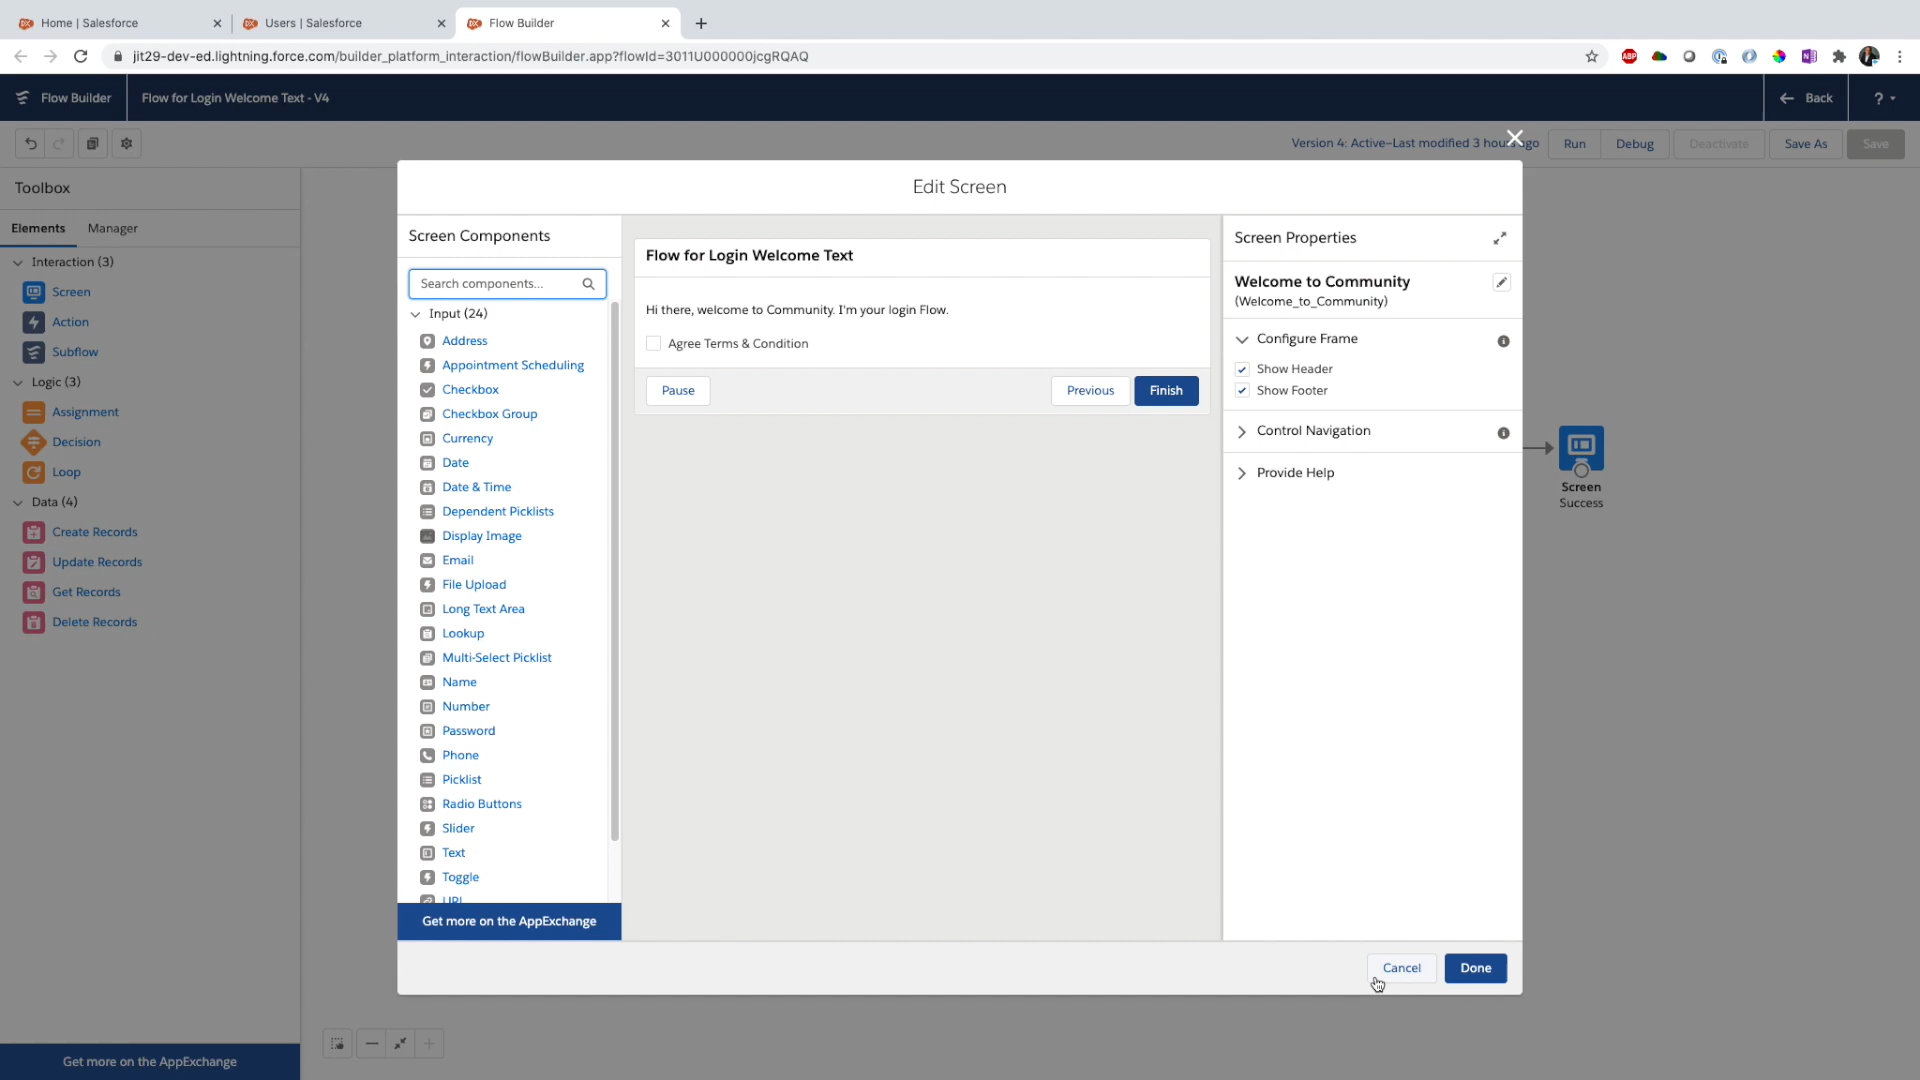 Home | Salesforce
Users | Salesforce
Flow Builder
jit29-dev-ed.lightning.force.com/builder_platform_interaction/flowBuilder.app?flowId=3011U000000jcgRQAQ
ABP
Flow Builder
Flow for Login Welcome Text - V4
Back
?
Version 4: Active–Last modified 3 hours ago
Run
Debug
Deactivate
Save As
Save
Toolbox
Elements
Manager
Interaction (3)
Screen
Action
Subflow
Logic (3)
Assignment
Decision
Loop
Data (4)
Create Records
Update Records
Get Records
Delete Records
Get more on the AppExchange
Edit Screen
Screen Components
Search components...
Input (24)
Address
Appointment Scheduling
Checkbox
Checkbox Group
Currency
Date
Date & Time
Dependent Picklists
Display Image
Email
File Upload
Long Text Area
Lookup
Multi-Select Picklist
Name
Number
Password
Phone
Picklist
Radio Buttons
Slider
Text
Toggle
URL
Get more on the AppExchange
Flow for Login Welcome Text
Hi there, welcome to Community. I'm your login Flow.
Agree Terms & Condition
Pause
Previous
Finish
Screen Properties
Welcome to Community
(Welcome_to_Community)
Configure Frame
Show Header
Show Footer
Control Navigation
Provide Help
Cancel
Done
Screen
Success